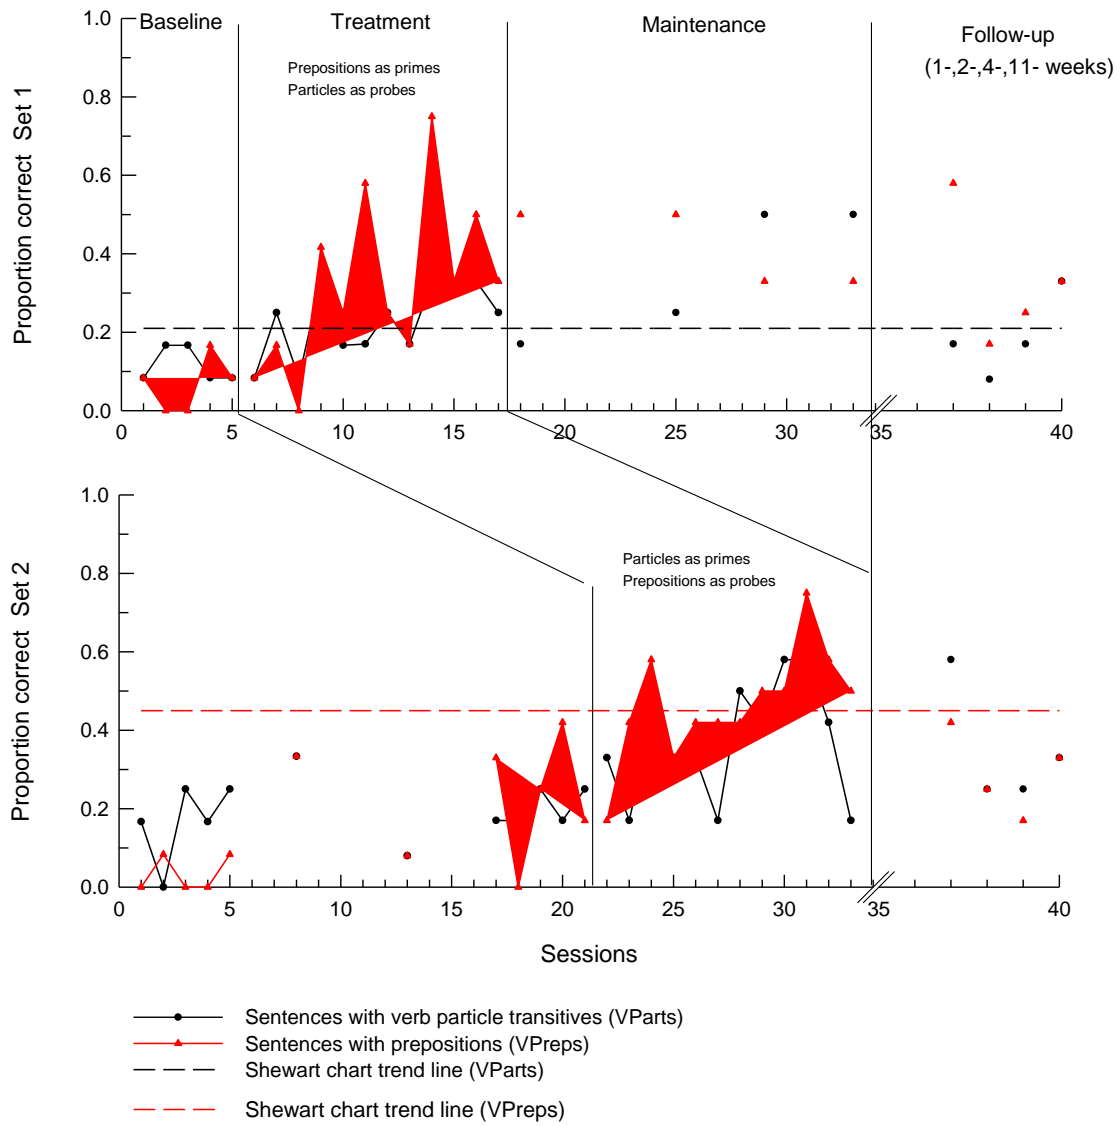 Baseline
Treatment
Maintenance
Follow-up
(1-,2-,4-,11- weeks)
Prepositions as primes
Particles as probes
Proportion correct Set 1
1.0
0.8
0.6
0.4
0.2
0.0
0 5 10 15 20 25 30 35 40
Particles as primes
Prepositions as probes
Proportion correct Set 2
1.0
0.8
0.6
0.4
0.2
0.0
0 5 10 15 20 25 30 35 40
Sessions
Sentences with verb particle transitives (VParts)
Sentences with prepositions (VPreps)
Shewart chart trend line (VParts)
Shewart chart trend line (VPreps)